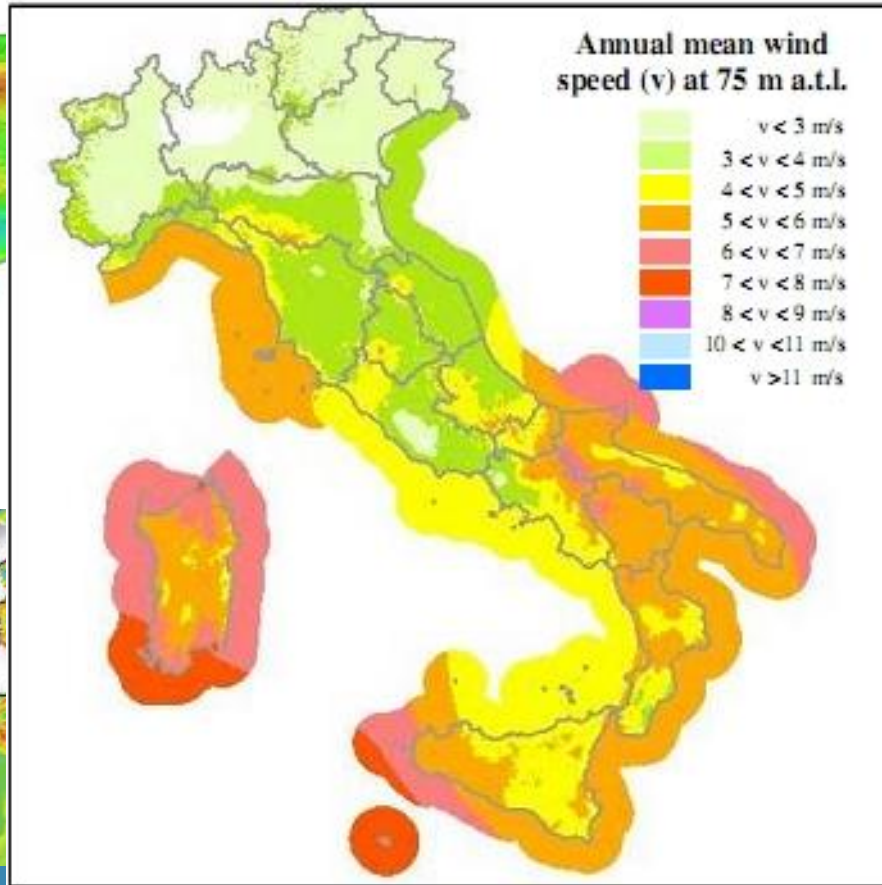 Annual mean wind
speed (v) at 75 m a.t.l.
v < 3 m/s
3 < v < 4 m/s
4 < v < 5 m/s
5 < v < 6 m/s
6 < v < 7 m/s
7 < v < 8 m/s
8 < v < 9 m/s
10 < v <11 m/s
v >11 m/s